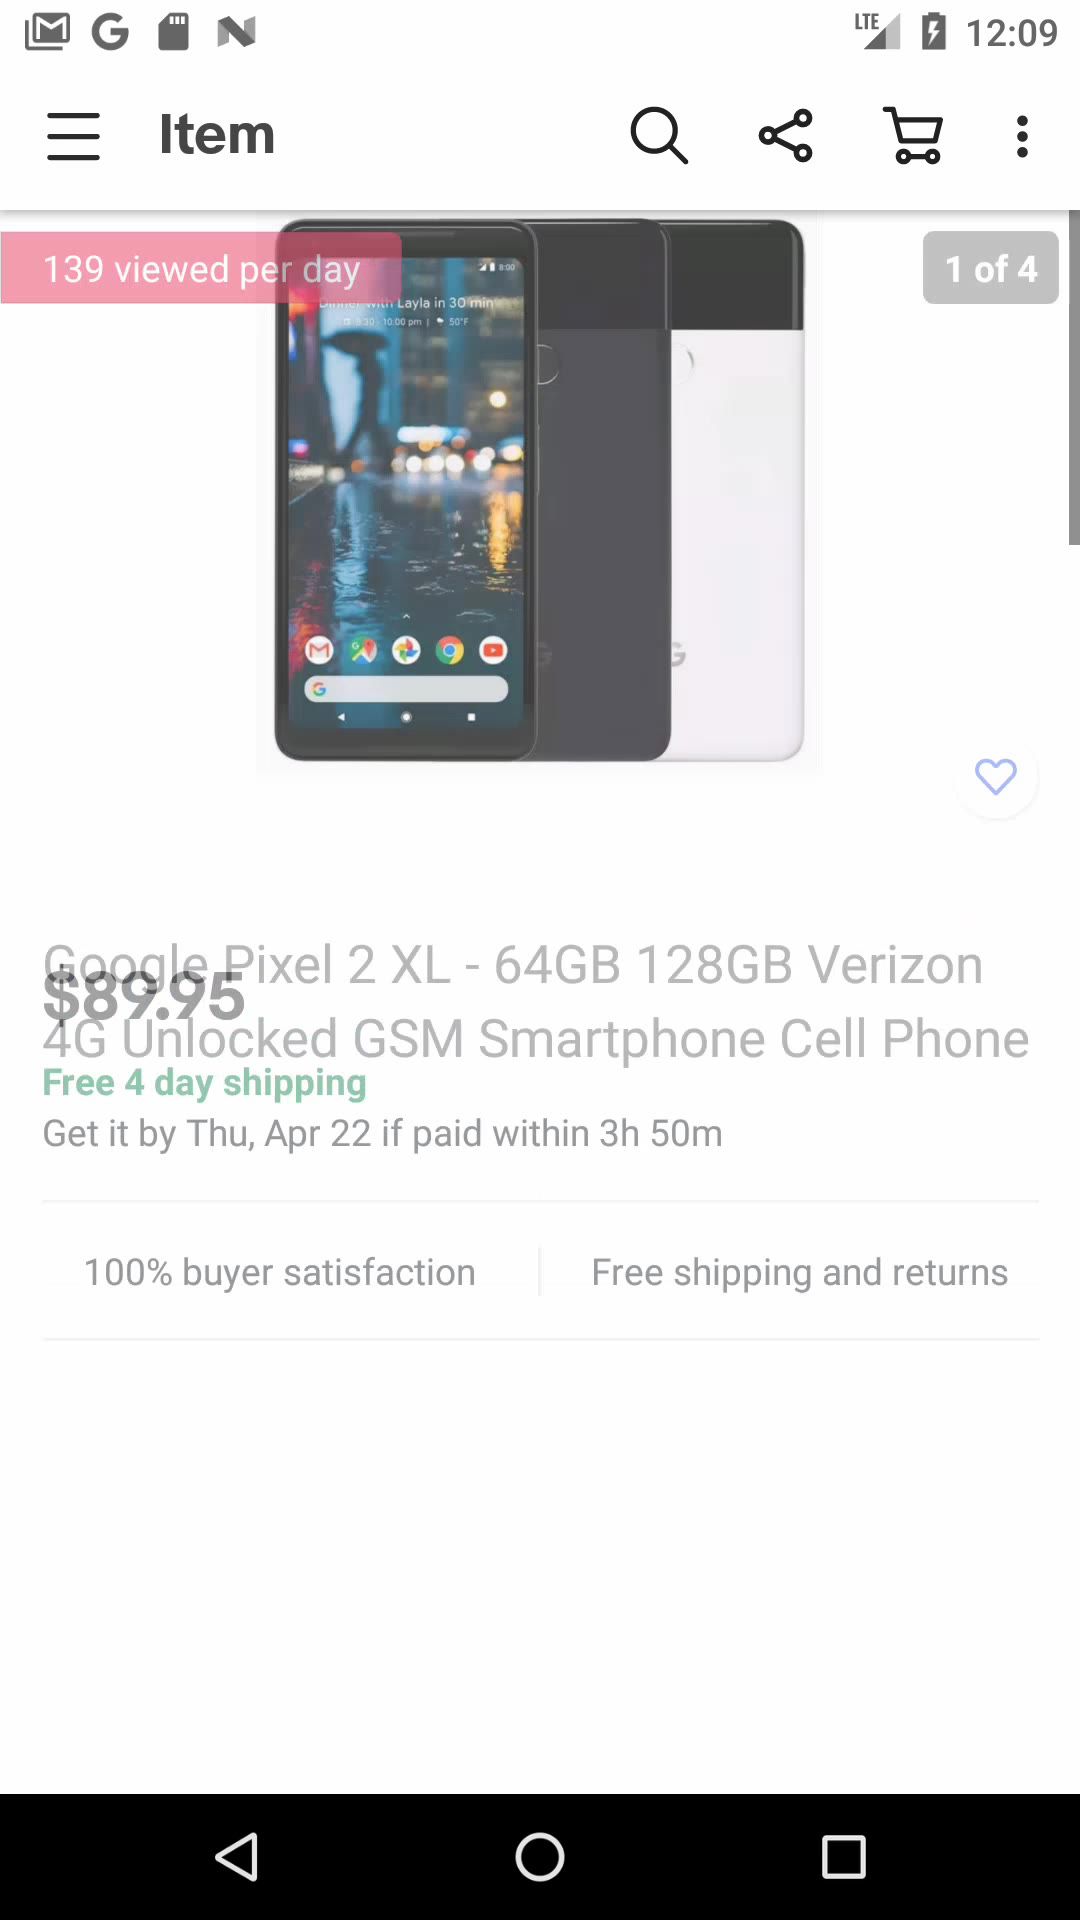 LTE 12:09
Item
139 viewed per day
1 of 4
8:00
Dinner with Layla in 30 min
8:30 - 10:00 pm | 50°F
Google Pixel 2 XL - 64GB 128GB Verizon
$89.95
4G Unlocked GSM Smartphone Cell Phone
Free 4 day shipping
Get it by Thu, Apr 22 if paid within 3h 50m
100% buyer satisfaction
Free shipping and returns